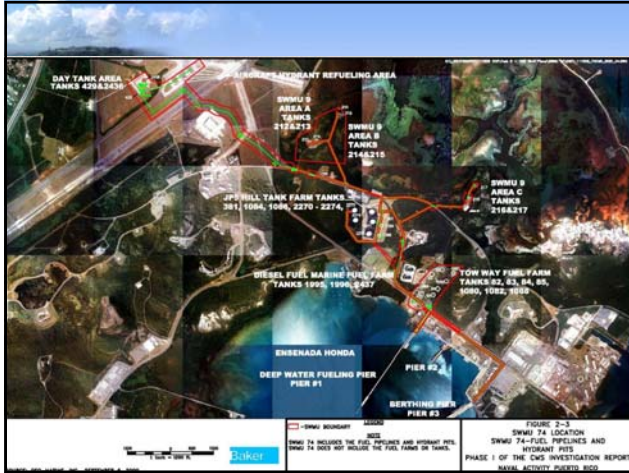 DAY TANK AREA
TANKS 429&2436
AIRCRAFT HYDRANT REFUELING AREA
SWMU 9
AREA A
TANKS
212&213
SWMU 9
AREA B
TANKS
214&215
SWMU 9
AREA C
TANKS
216&217
JP5 HILL TANK FARM TANKS
381, 1084, 1086, 2270 - 2274,
DIESEL FUEL MARINE FUEL FARM
TANKS 1995, 1996, 2437
TOW WAY FUEL FARM
TANKS 82, 83, 84, 85,
1080, 1082, 1088
ENSENADA HONDA
DEEP WATER FUELING PIER
PIER #1
PIER #2
BERTHING PIER
PIER #3
LEGEND
-SWMU BOUNDARY
NOTE
SWMU 74 INCLUDES THE FUEL PIPELINES AND HYDRANT PITS.
SWMU 74 DOES NOT INCLUDE THE FUEL FARMS OR TANKS.
Baker
FIGURE 2-3
SWMU 74 LOCATION
SWMU 74-FUEL PIPELINES AND
HYDRANT PITS
PHASE I OF THE CMS INVESTIGATION REPORT
NAVAL ACTIVITY PUERTO RICO